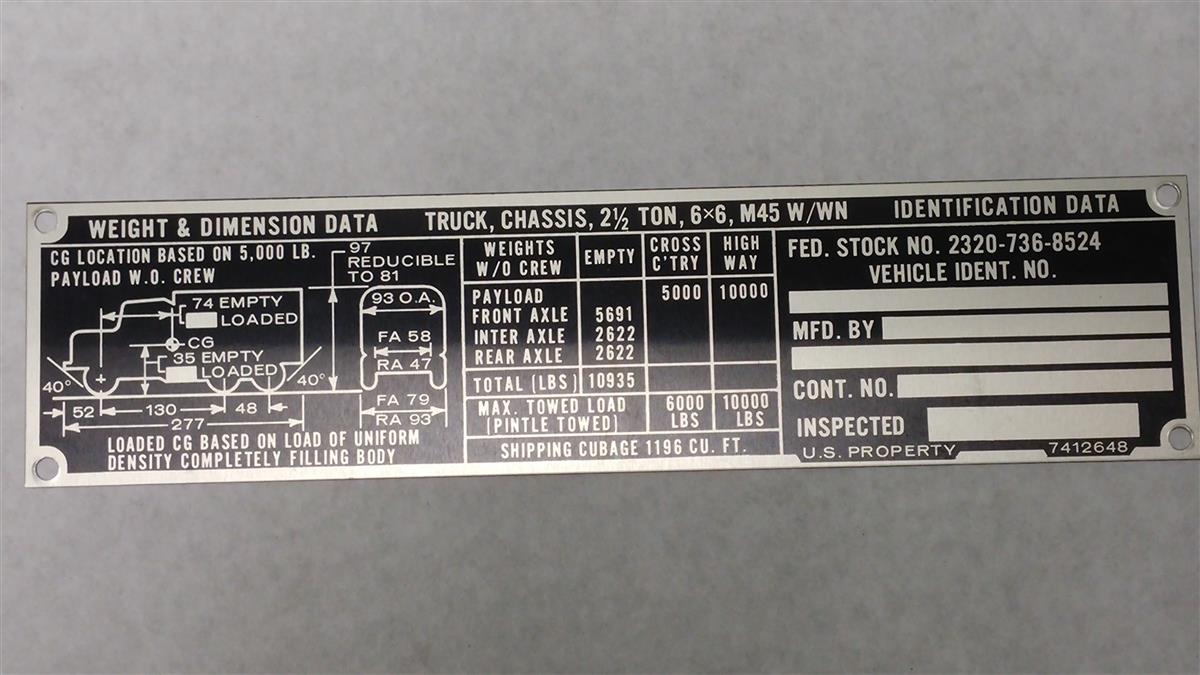 WEIGHT & DIMENSION DATA TRUCK, CHASSIS, 2½ TON, 6×6, M45 W/WN IDENTIFICATION DATA
CG LOCATION BASED ON 5,000 LB.
PAYLOAD W.O. CREW
97
REDUCIBLE
TO 81
74 EMPTY
LOADED
CG
35 EMPTY
LOADED
40°
40°
52
130
48
277
93 O.A.
FA 58
RA 47
FA 79
RA 93
LOADED CG BASED ON LOAD OF UNIFORM
DENSITY COMPLETELY FILLING BODY
WEIGHTS W/O CREW EMPTY CROSS C'TRY HIGH WAY
PAYLOAD 5000 10000
FRONT AXLE 5691
INTER AXLE 2622
REAR AXLE 2622
TOTAL (LBS) 10935
MAX. TOWED LOAD 6000 10000
(PINTLE TOWED) LBS LBS
SHIPPING CUBAGE 1196 CU. FT.
FED. STOCK NO. 2320-736-8524
VEHICLE IDENT. NO.
MFD. BY
CONT. NO.
INSPECTED
U.S. PROPERTY 7412648